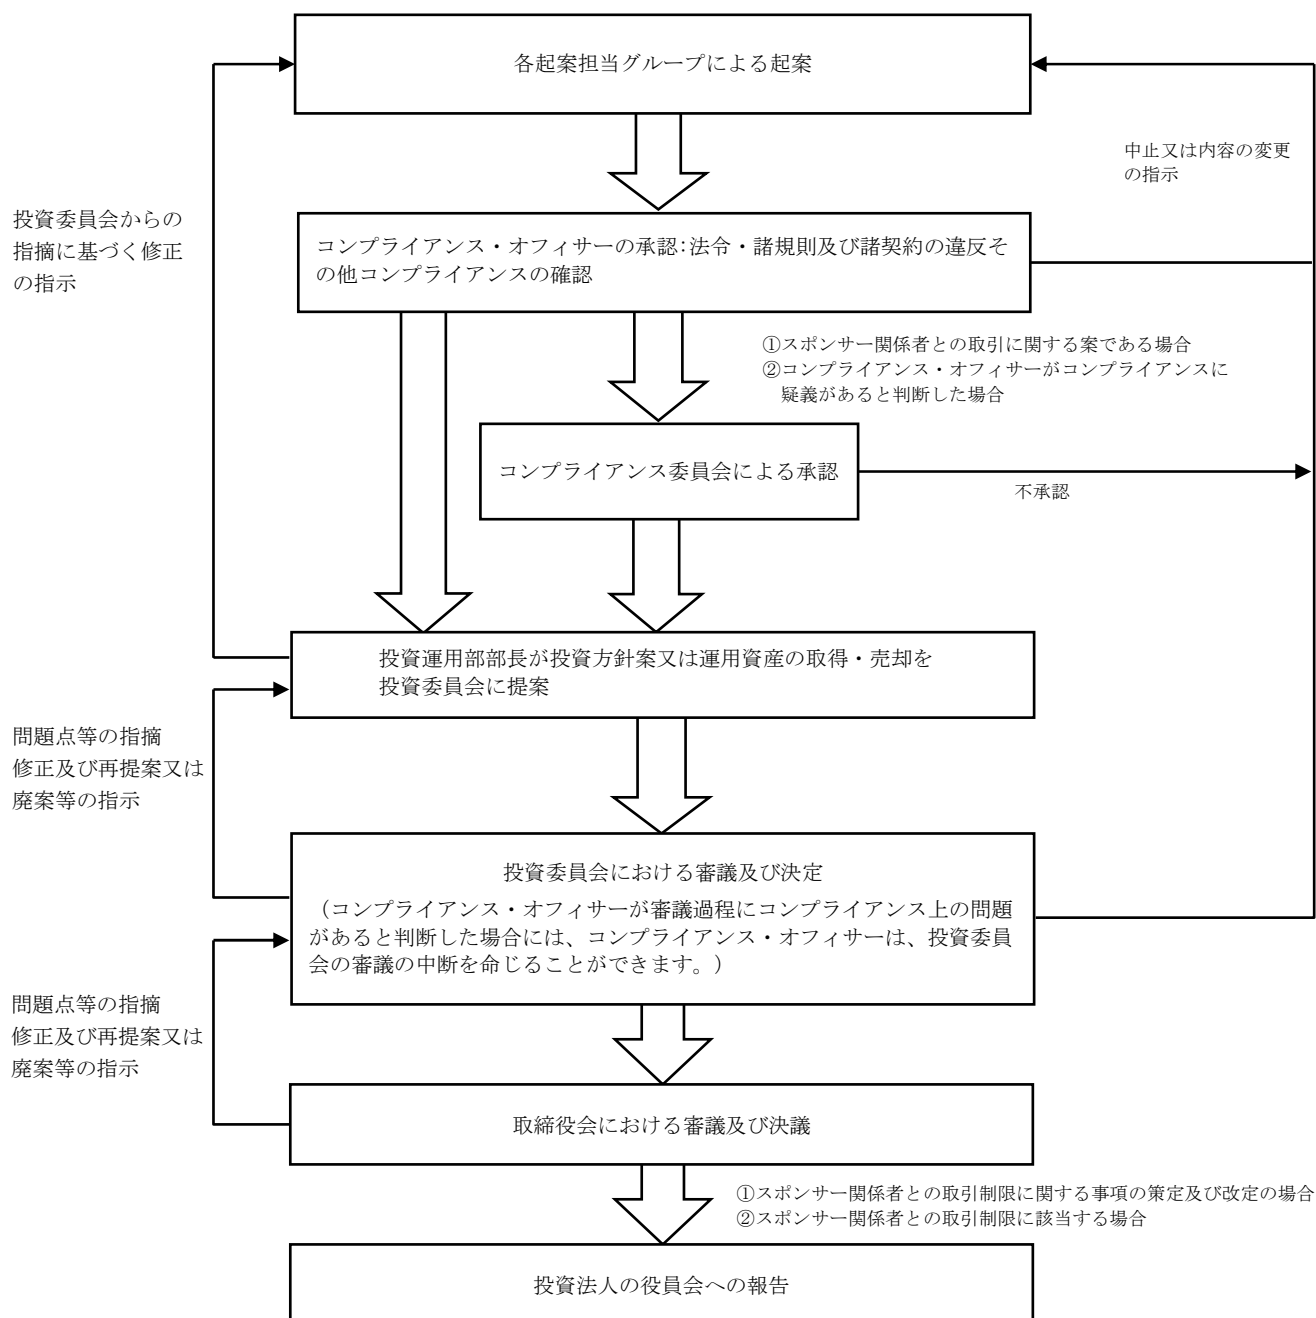 各起案担当グループによる起案
中止又は内容の変更
の指示
投資委員会からの
指摘に基づく修正
の指示
コンプライアンス・オフィサーの承認：法令・諸規則及び諸契約の違反そ
の他コンプライアンスの確認
①スポンサー関係者との取引に関する案である場合
②コンプライアンス・オフィサーがコンプライアンスに
疑義があると判断した場合
コンプライアンス委員会による承認
不承認
投資運用部部長が投資方針案又は運用資産の取得・売却を
投資委員会に提案
問題点等の指摘
修正及び再提案又は
廃案等の指示
投資委員会における審議及び決定
（コンプライアンス・オフィサーが審議過程にコンプライアンス上の問題
があると判断した場合には、コンプライアンス・オフィサーは、投資委員
会の審議の中断を命じることができます。）
問題点等の指摘
修正及び再提案又は
廃案等の指示
取締役会における審議及び決議
①スポンサー関係者との取引制限に関する事項の策定及び改定の場合
②スポンサー関係者との取引制限に該当する場合
投資法人の役員会への報告